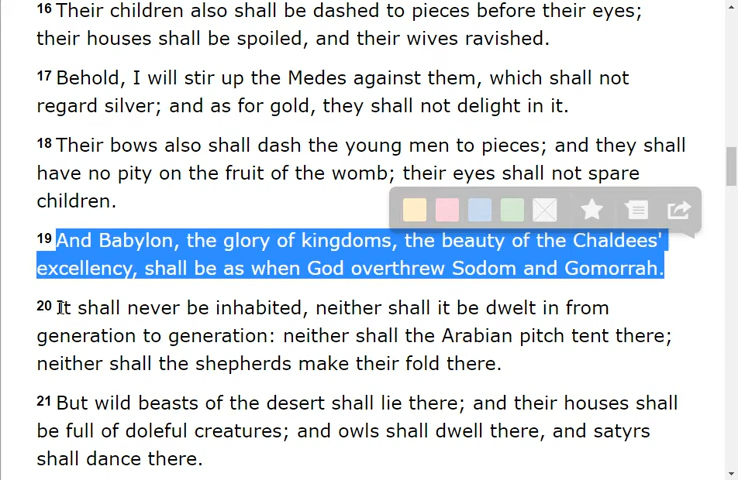 16 Their children also shall be dashed to pieces before their eyes;
their houses shall be spoiled, and their wives ravished.
17 Behold, I will stir up the Medes against them, which shall not
regard silver; and as for gold, they shall not delight in it.
18 Their bows also shall dash the young men to pieces; and they shall
have no pity on the fruit of the womb; their eyes shall not spare
children.
19 And Babylon, the glory of kingdoms, the beauty of the Chaldees'
excellency, shall be as when God overthrew Sodom and Gomorrah.
20 It shall never be inhabited, neither shall it be dwelt in from
generation to generation: neither shall the Arabian pitch tent there;
neither shall the shepherds make their fold there.
21 But wild beasts of the desert shall lie there; and their houses shall
be full of doleful creatures; and owls shall dwell there, and satyrs
shall dance there.